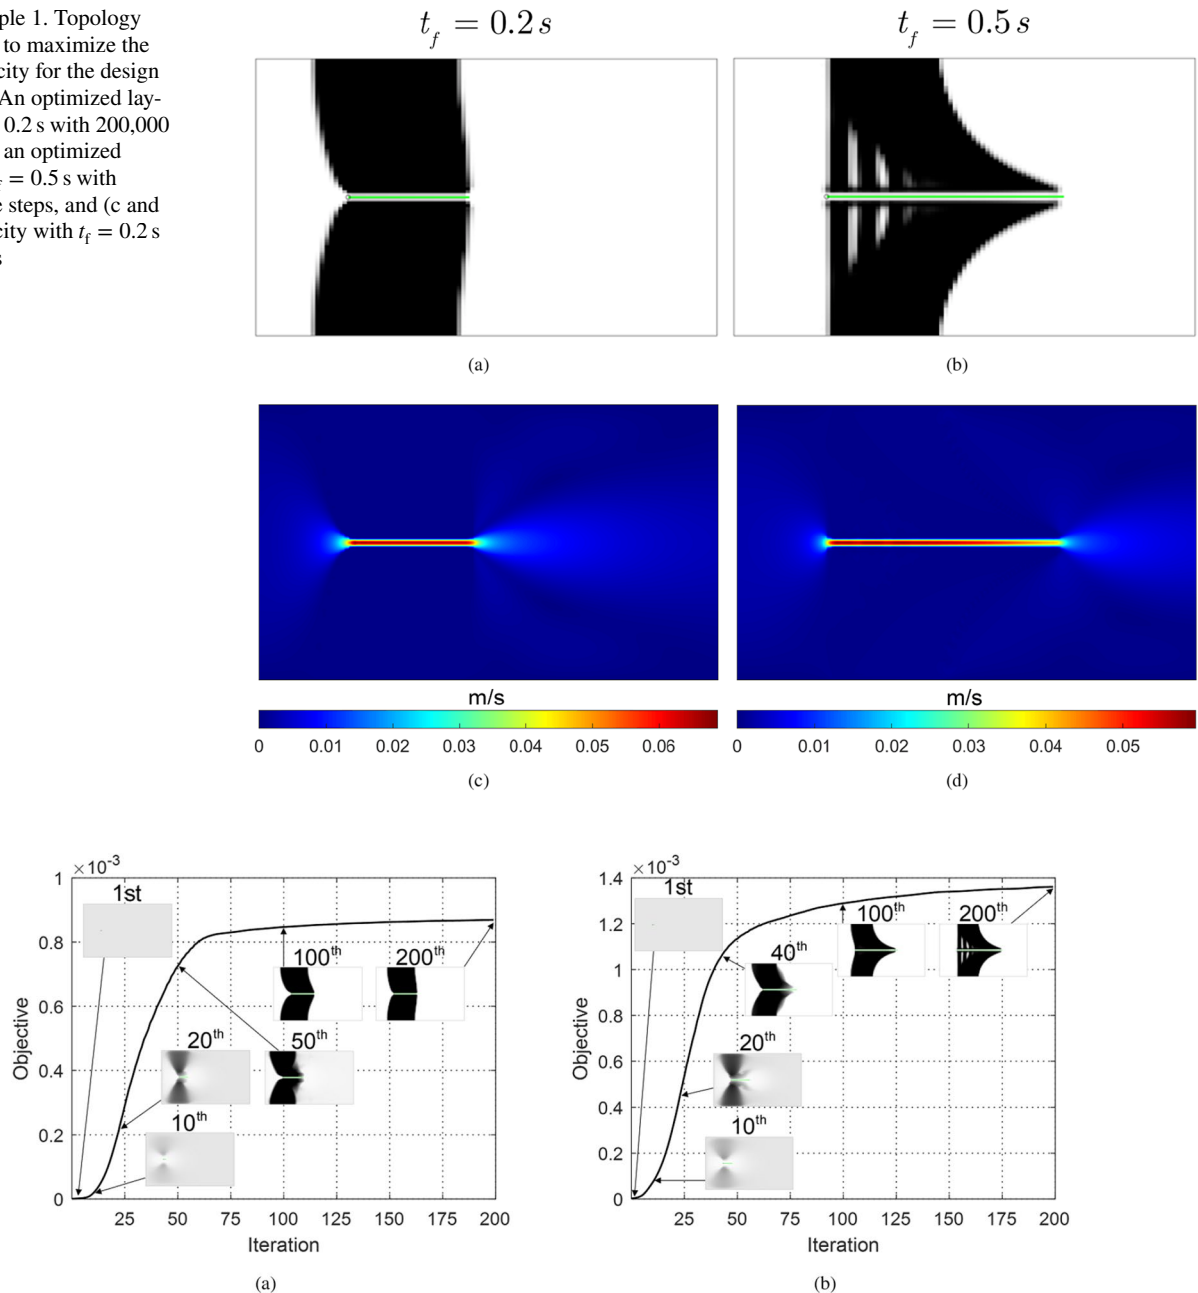 ple 1. Topology
to maximize the
city for the design
An optimized lay-
0.2 s with 200,000
an optimized
= 0.5 s with
e steps, and (c and
city with t_f = 0.2 s
s
t_f = 0.2 s
t_f = 0.5 s
(a)
(b)
m/s
0 0.01 0.02 0.03 0.04 0.05 0.06
(c)
m/s
0 0.01 0.02 0.03 0.04 0.05
(d)
×10^-3
1
0.8
0.6
0.4
0.2
0
Objective
1st
100th
200th
20th
50th
10th
25 50 75 100 125 150 175 200
Iteration
(a)
×10^-3
1.4
1.2
1
0.8
0.6
0.4
0.2
0
Objective
1st
100th
200th
40th
20th
10th
25 50 75 100 125 150 175 200
Iteration
(b)